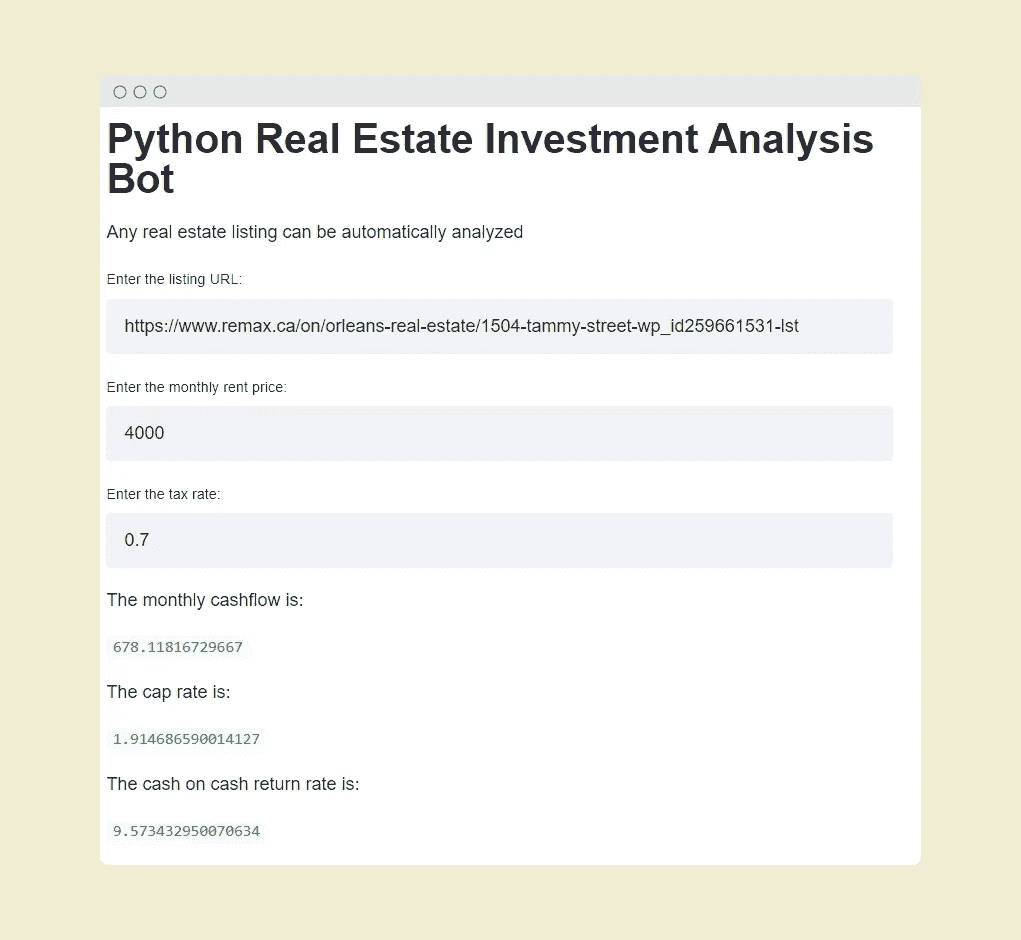 Python Real Estate Investment Analysis
Bot
Any real estate listing can be automatically analyzed
Enter the listing URL:
https://www.remax.ca/on/orleans-real-estate/1504-tammy-street-wp_id259661531-lst
Enter the monthly rent price:
4000
Enter the tax rate:
0.7
The monthly cashflow is:
678.11816729667
The cap rate is:
1.914686590014127
The cash on cash return rate is:
9.573432950070634